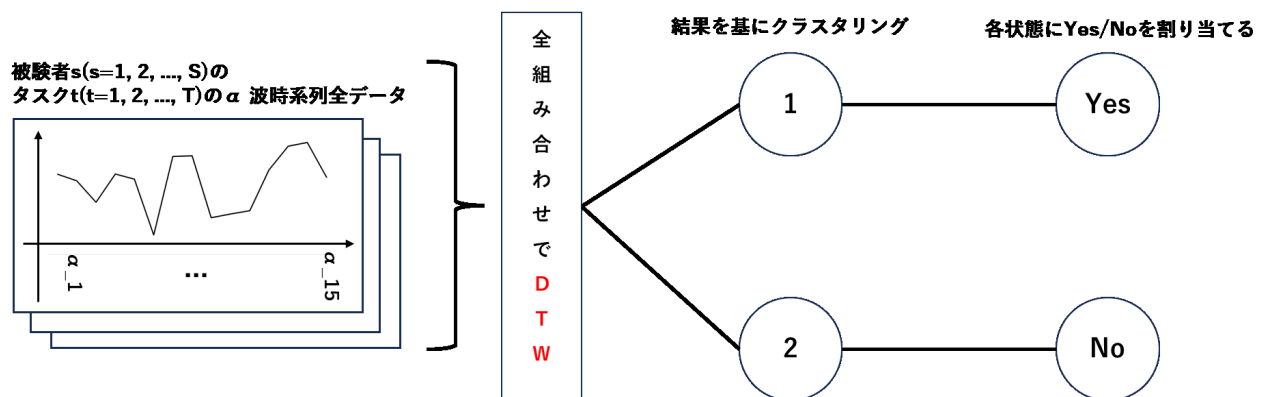 被験者s(s=1, 2, ..., S)の
タスクt(t=1, 2, ..., T)のα 波時系列全データ
α_1
...
α_15
全組み合わせでDTW
結果を基にクラスタリング
1
2
各状態にYes/Noを割り当てる
Yes
No